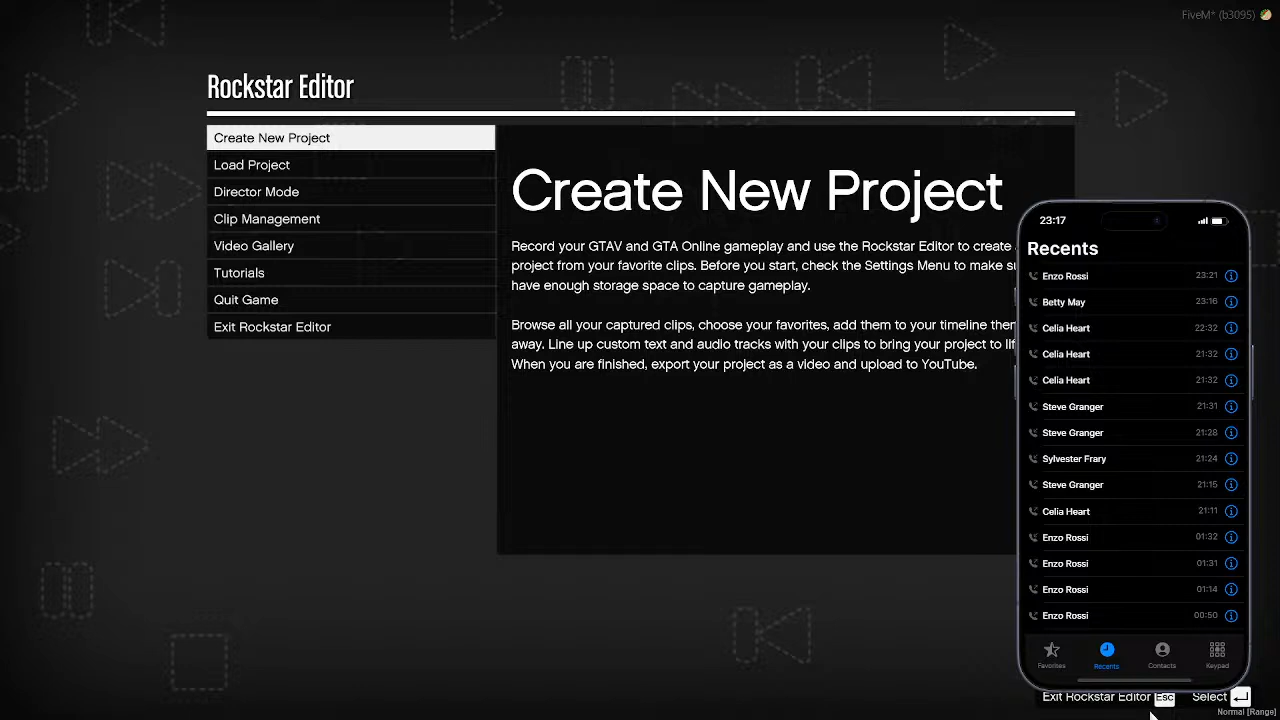 FiveM* (b3095)
Rockstar Editor
Create New Project
Load Project
Director Mode
Clip Management
Video Gallery
Tutorials
Quit Game
Exit Rockstar Editor
Create New Project
Record your GTAV and GTA Online gameplay and use the Rockstar Editor to create
project from your favorite clips. Before you start, check the Settings Menu to make su
have enough storage space to capture gameplay.
Browse all your captured clips, choose your favorites, add them to your timeline then
away. Line up custom text and audio tracks with your clips to bring your project to lif
When you are finished, export your project as a video and upload to YouTube.
23:17
Recents
Enzo Rossi 23:21
Betty May 23:16
Celia Heart 22:32
Celia Heart 21:32
Celia Heart 21:32
Steve Granger 21:31
Steve Granger 21:28
Sylvester Frary 21:24
Steve Granger 21:15
Celia Heart 21:11
Enzo Rossi 01:32
Enzo Rossi 01:31
Enzo Rossi 01:14
Enzo Rossi 00:50
Favorites Recents Contacts Keypad
Exit Rockstar Editor Esc Select
Normal [Range]